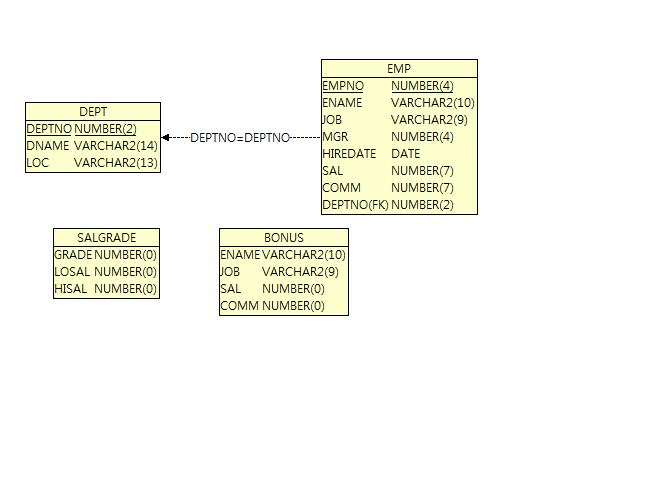 EMP
EMPNO NUMBER(4)
ENAME VARCHAR2(10)
JOB VARCHAR2(9)
MGR NUMBER(4)
HIREDATE DATE
SAL NUMBER(7)
COMM NUMBER(7)
DEPTNO(FK) NUMBER(2)
DEPT
DEPTNO NUMBER(2)
DNAME VARCHAR2(14)
LOC VARCHAR2(13)
DEPTNO=DEPTNO
SALGRADE
GRADE NUMBER(0)
LOSAL NUMBER(0)
HISAL NUMBER(0)
BONUS
ENAME VARCHAR2(10)
JOB VARCHAR2(9)
SAL NUMBER(0)
COMM NUMBER(0)